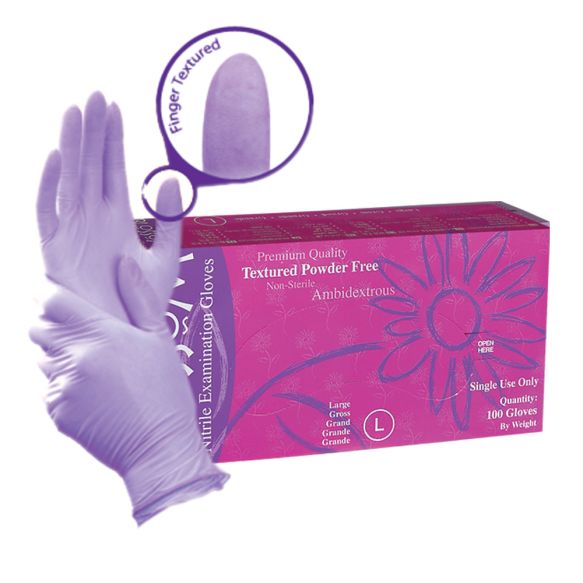 Finger Textured
L
Nitrile Examination Gloves
Premium Quality
Textured Powder Free
Non-Sterile
Ambidextrous
OPEN
HERE
Single Use Only
Quantity:
100 Gloves
By Weight
Large
Gross
Grand
Grande
Grande
L